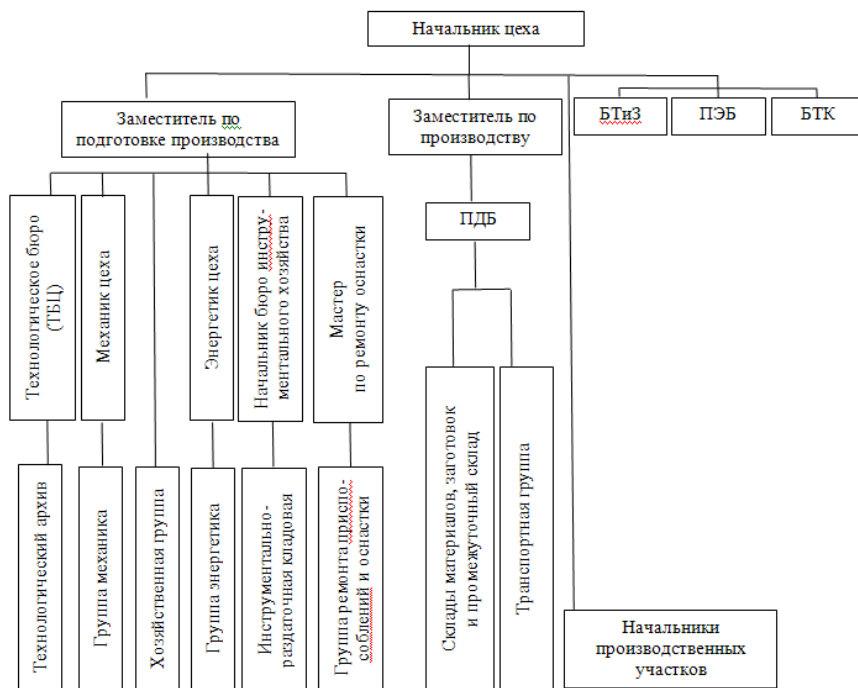 Начальник цеха
Заместитель по
подготовке производства
Заместитель по
производству
БТиЗ
ПЭБ
БТК
ПДБ
Технологическое бюро
(ТБЦ)
Механик цеха
Энергетик цеха
Начальник бюро инстру-
ментального хозяйства
Мастер
по ремонту оснастки
Технологический архив
Группа механика
Хозяйственная группа
Группа энергетика
Инструментально-
раздаточная кладовая
Группа ремонта приспо-
соблений и оснастки
Склады материалов, заготовок
и промежуточный склад
Транспортная группа
Начальники
производственных
участков